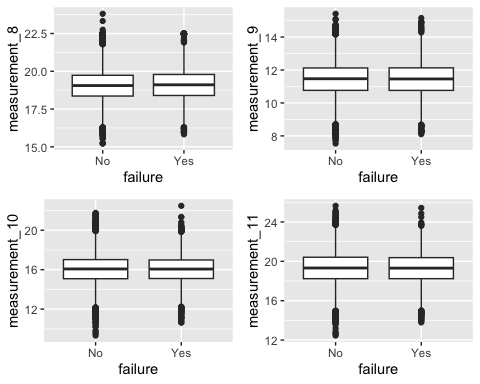 measurement_8
22.5
20.0
17.5
15.0
No
Yes
failure
measurement_9
14
12
10
8
No
Yes
failure
measurement_10
20
16
12
No
Yes
failure
measurement_11
24
20
16
12
No
Yes
failure